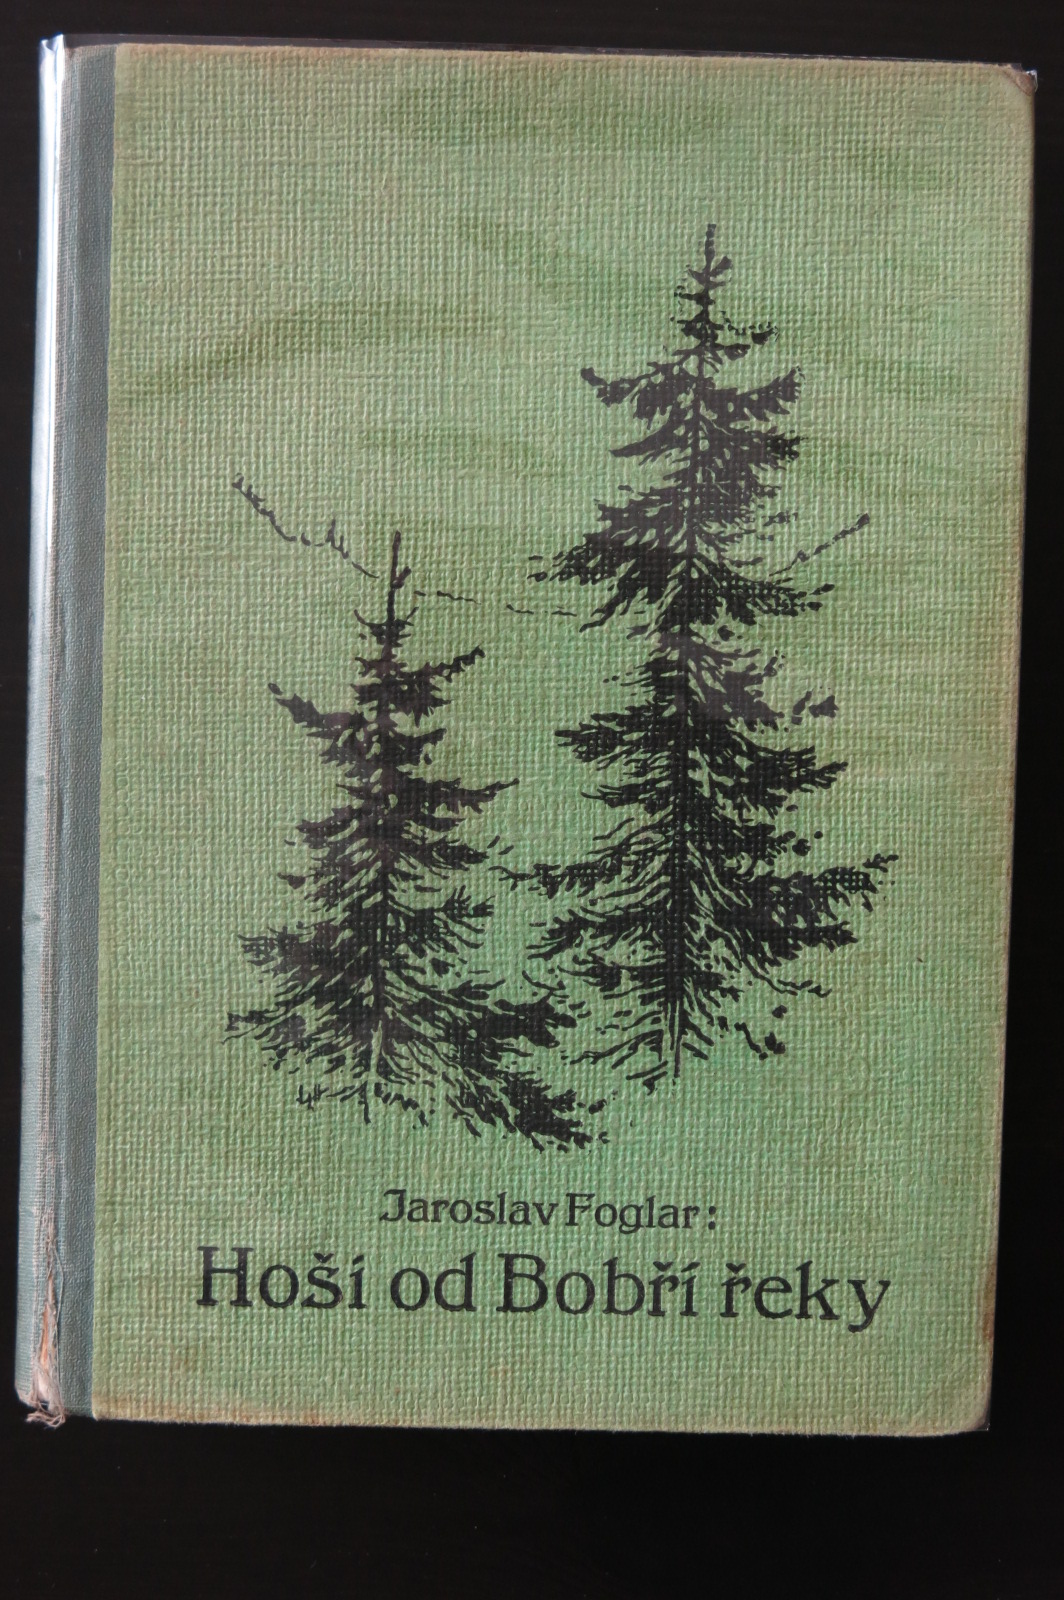 Jaroslav Foglar:
Hoši od Bobří řeky